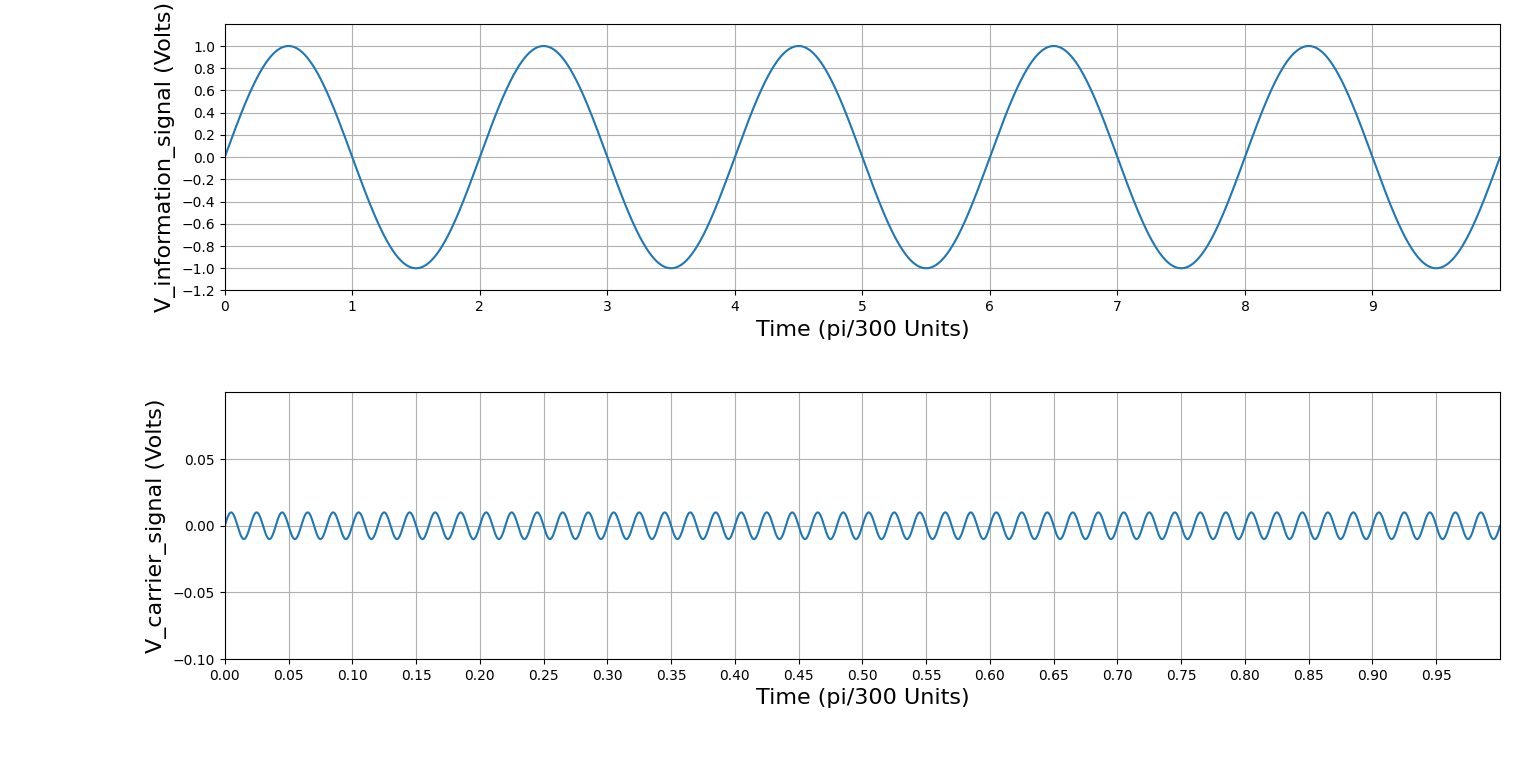 V_information_signal (Volts)
1.0
0.8
0.6
0.4
0.2
0.0
−0.2
−0.4
−0.6
−0.8
−1.0
−1.2
0 1 2 3 4 5 6 7 8 9
Time (pi/300 Units)
V_carrier_signal (Volts)
0.05
0.00
−0.05
−0.10
0.00 0.05 0.10 0.15 0.20 0.25 0.30 0.35 0.40 0.45 0.50 0.55 0.60 0.65 0.70 0.75 0.80 0.85 0.90 0.95
Time (pi/300 Units)